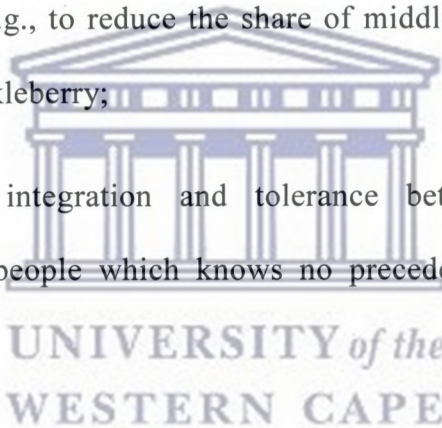 .g., to reduce the share of middl
kleberry;
integration and tolerance bet
people which knows no precede
UNIVERSITY of the
WESTERN CAPE